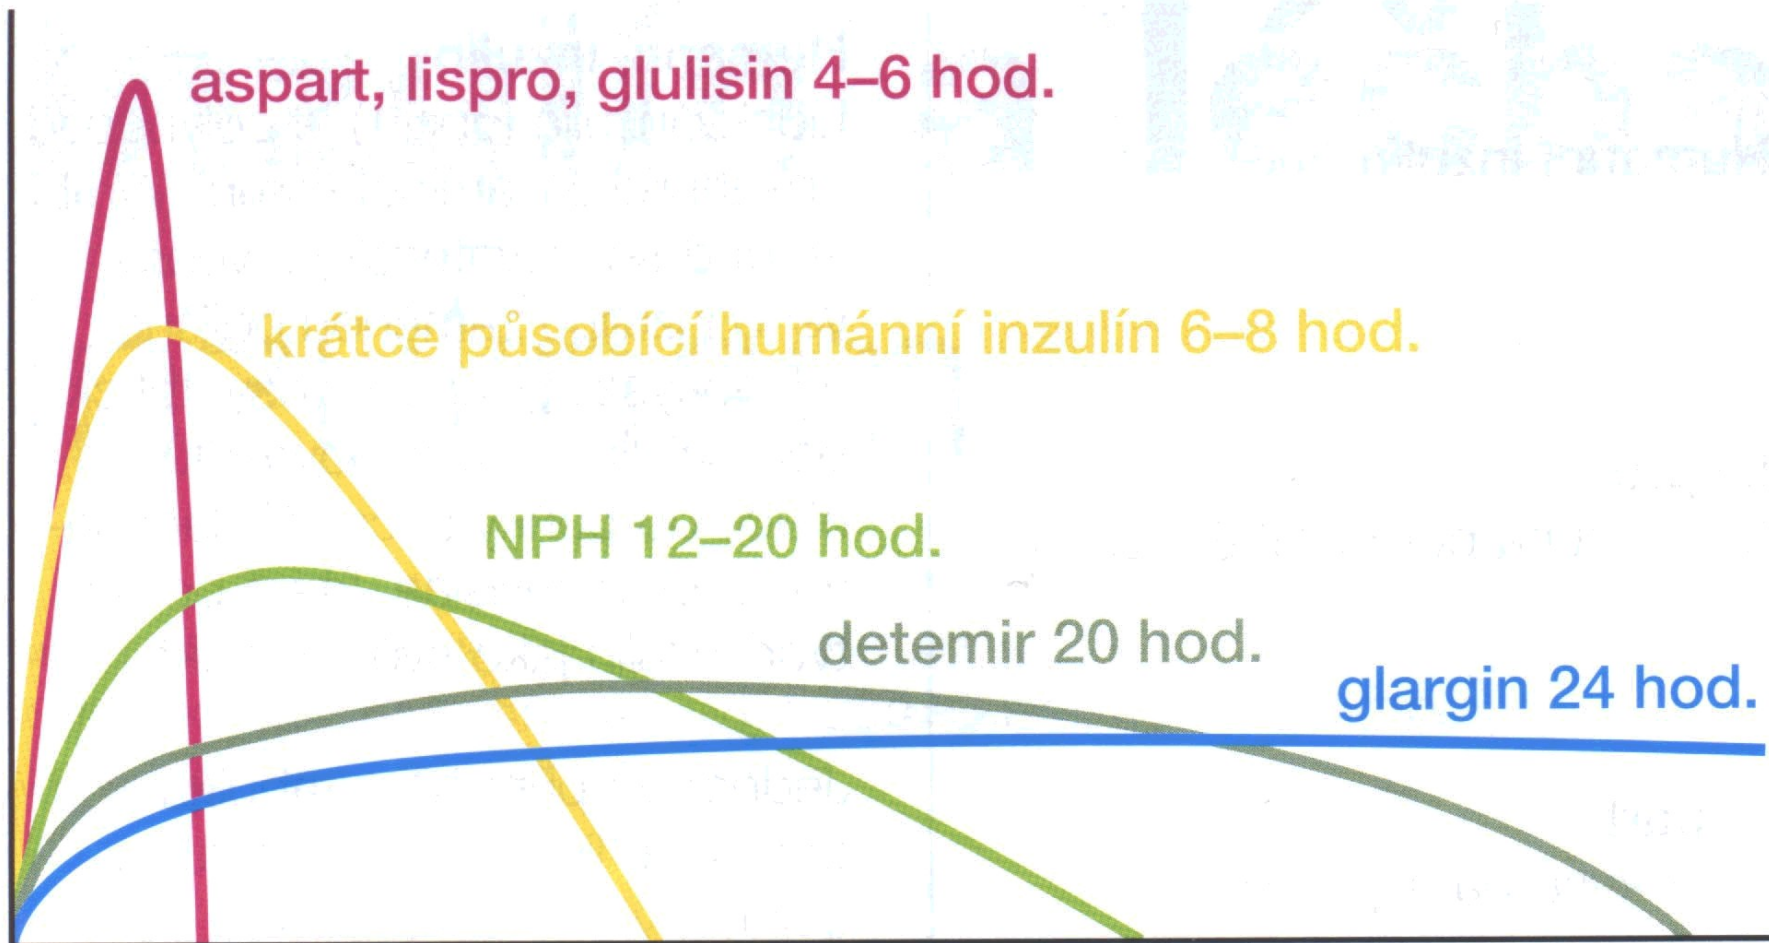 aspart, lispro, glulisin 4–6 hod.
krátce působící humánní inzulín 6–8 hod.
NPH 12–20 hod.
detemir 20 hod.
glargin 24 hod.